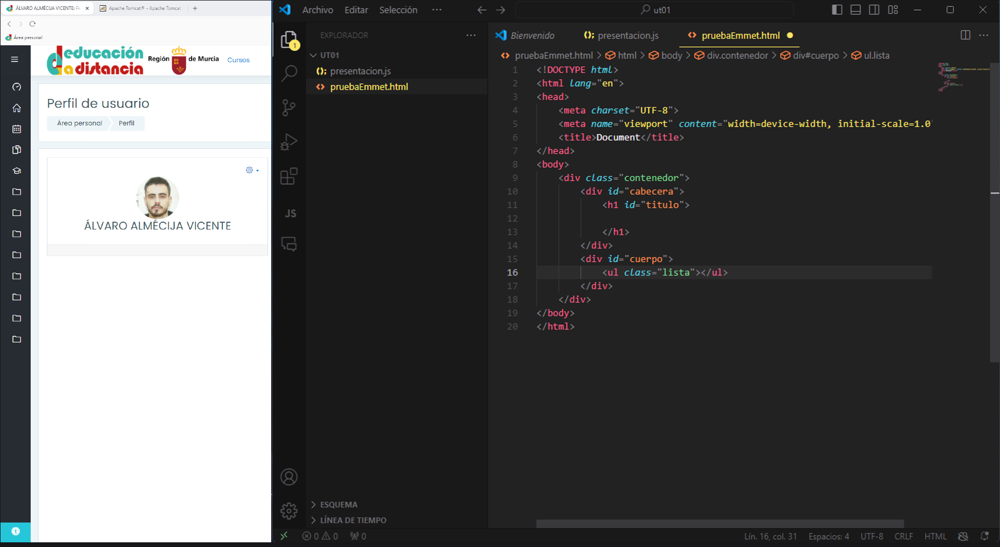 ÁLVARO ALMÉCIJA VICENTE: Pe
Apache Tomcat® - Apache Tomcat
Área personal
educación a distancia
Región de Murcia
Cursos
Perfil de usuario
Área personal
Perfil
ÁLVARO ALMÉCIJA VICENTE
Archivo
Editar
Selección
ut01
1
JS
EXPLORADOR
UT01
(); presentacion.js
<> pruebaEmmet.html
ESQUEMA
LÍNEA DE TIEMPO
Bienvenido
(); presentacion.js
<> pruebaEmmet.html
<> pruebaEmmet.html > html > body > div.contenedor > div#cuerpo > ul.lista
1 <!DOCTYPE html>
2 <html lang="en">
3 <head>
4 <meta charset="UTF-8">
5 <meta name="viewport" content="width=device-width, initial-scale=1.0"
6 <title>Document</title>
7 </head>
8 <body>
9 <div class="contenedor">
10 <div id="cabecera">
11 <h1 id="titulo">
12
13 </h1>
14 </div>
15 <div id="cuerpo">
16 <ul class="lista"></ul>
17 </div>
18 </div>
19 </body>
20 </html>
0 0 0
Lín. 16, col. 31
Espacios: 4
UTF-8
CRLF
HTML